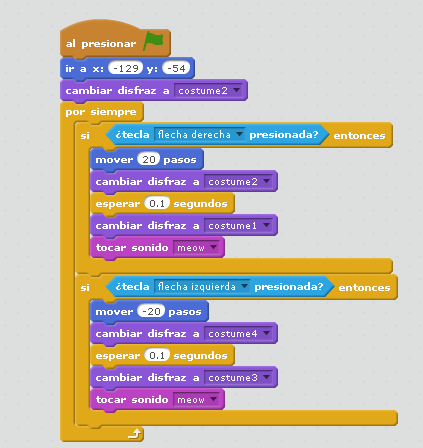 al presionar
ir a x: -129 y: -54
cambiar disfraz a costume2
por siempre
si ¿tecla flecha derecha presionada? entonces
mover 20 pasos
cambiar disfraz a costume2
esperar 0.1 segundos
cambiar disfraz a costume1
tocar sonido meow
si ¿tecla flecha izquierda presionada? entonces
mover -20 pasos
cambiar disfraz a costume4
esperar 0.1 segundos
cambiar disfraz a costume3
tocar sonido meow